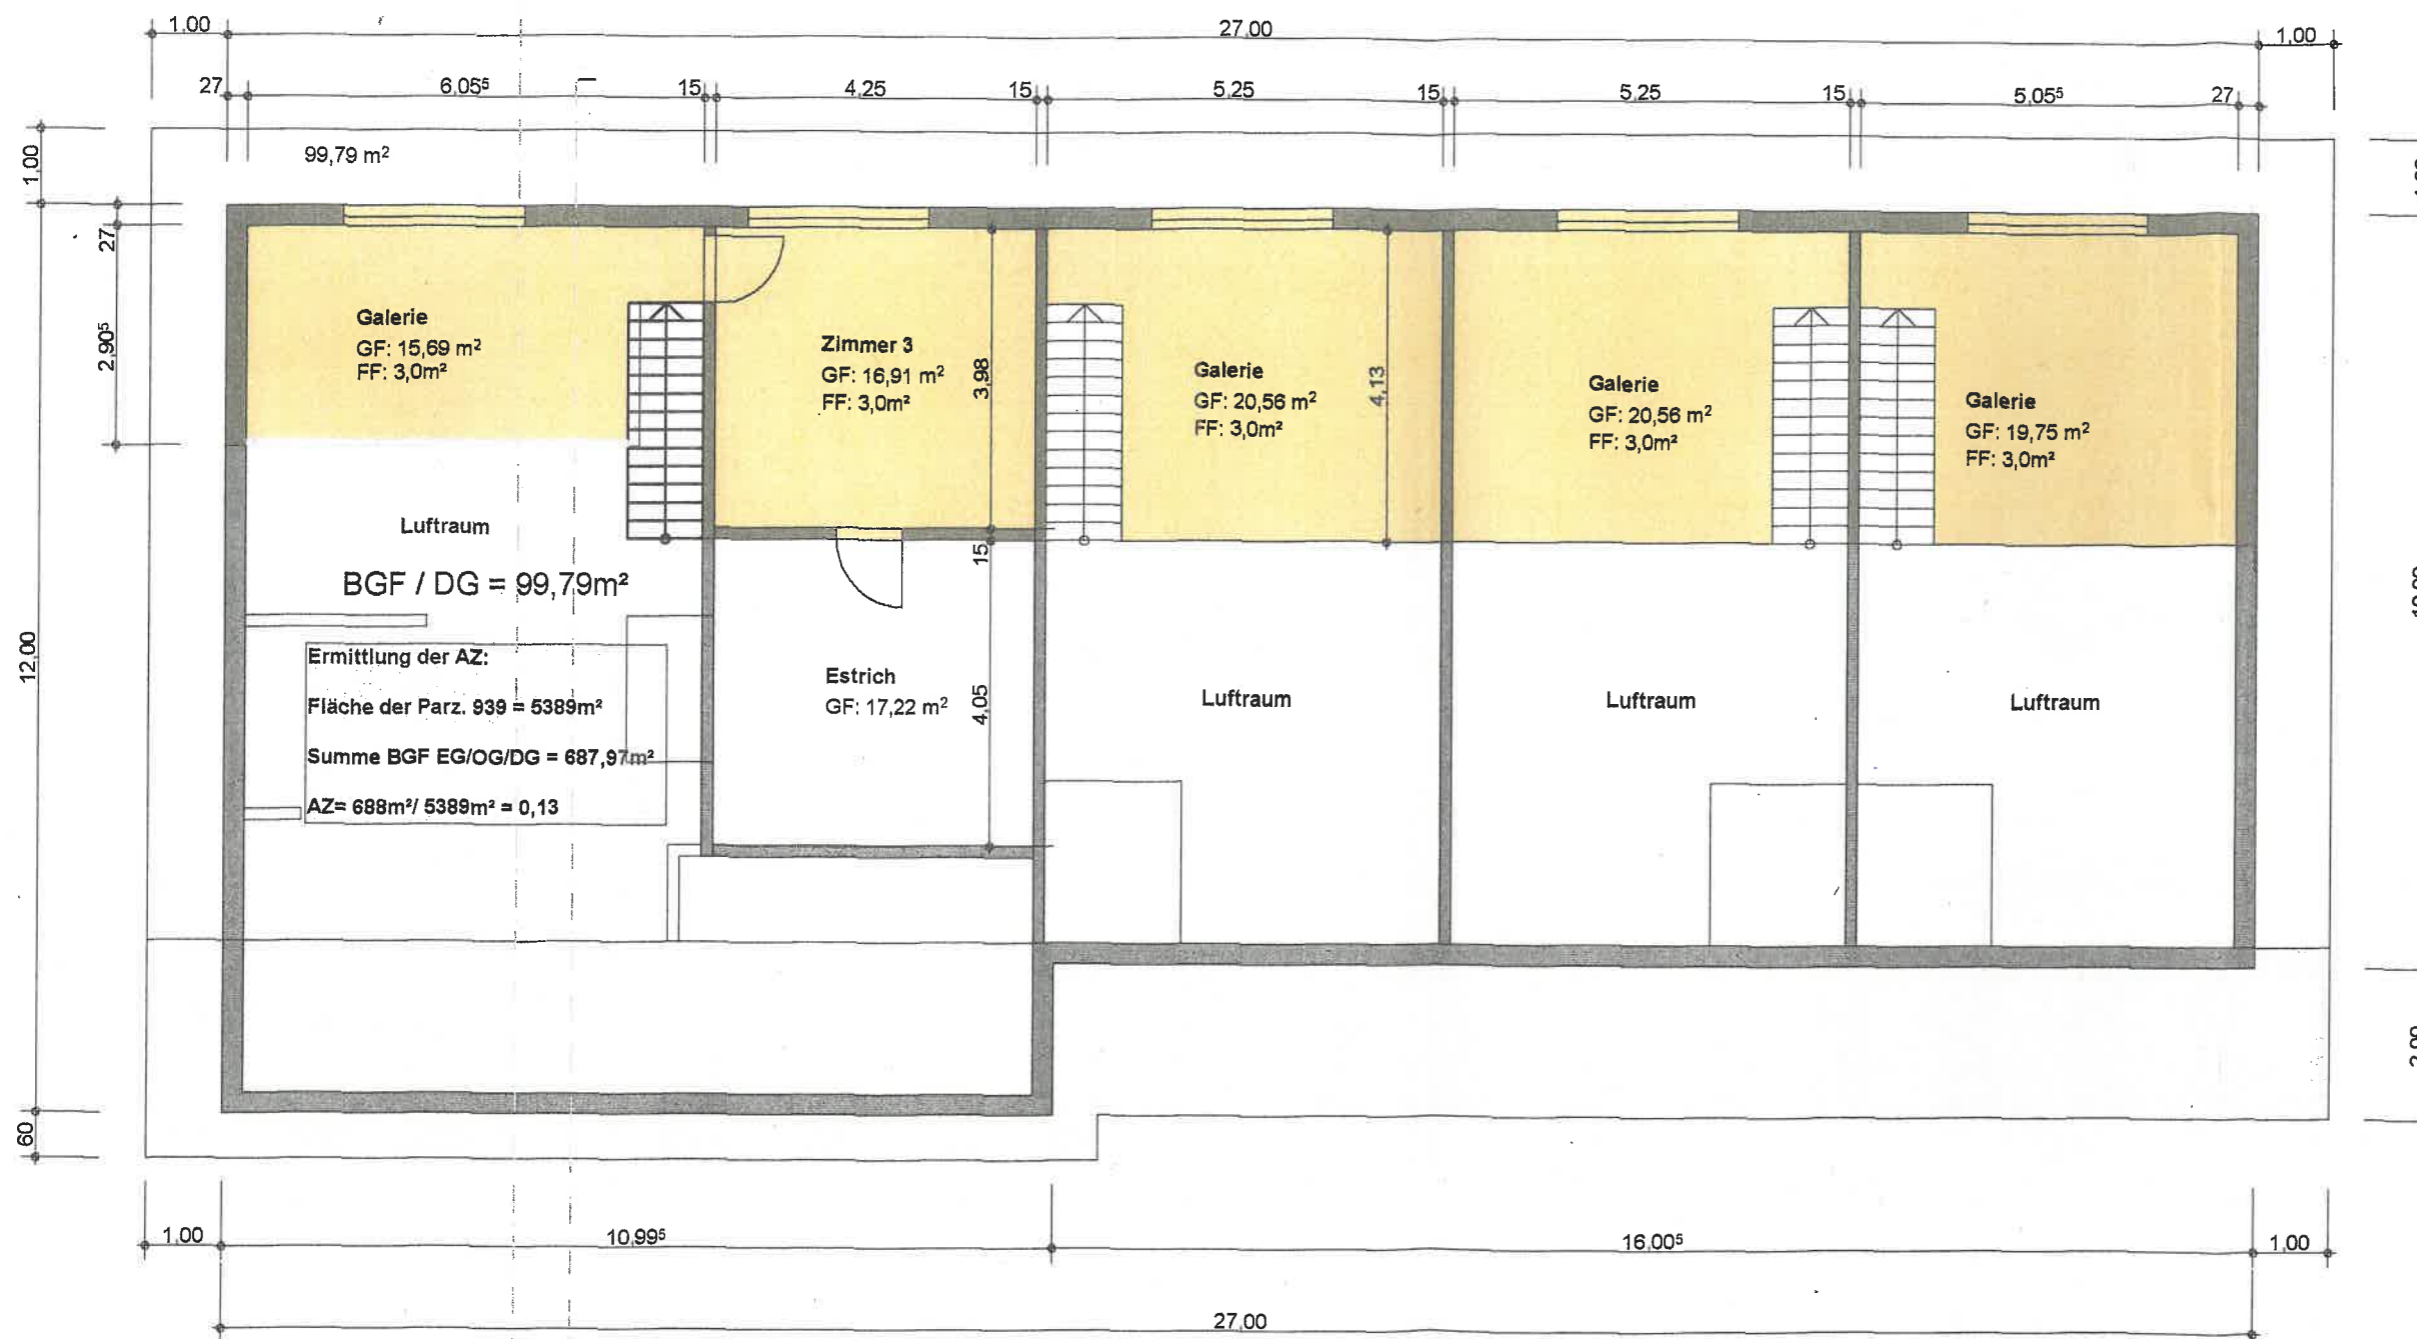 1,00
27,00
1,00
27
6,05⁵
15
4,25
15
5,25
15
5,25
15
5,05⁵
27
1,00
99,79 m²
27
2,90⁵
12,00
60
Galerie
GF: 15,69 m²
FF: 3,0m²
Zimmer 3
GF: 16,91 m²
FF: 3,0m²
3,98
Galerie
GF: 20,56 m²
FF: 3,0m²
4,13
Galerie
GF: 20,56 m²
FF: 3,0m²
Galerie
GF: 19,75 m²
FF: 3,0m²
Luftraum
BGF / DG = 99,79m²
15
Ermittlung der AZ:
Fläche der Parz. 939 = 5389m²
Summe BGF EG/OG/DG = 687,97m²
AZ= 688m²/ 5389m² = 0,13
Estrich
GF: 17,22 m²
4,05
Luftraum
Luftraum
Luftraum
1,00
10,99⁵
16,00⁵
1,00
27,00